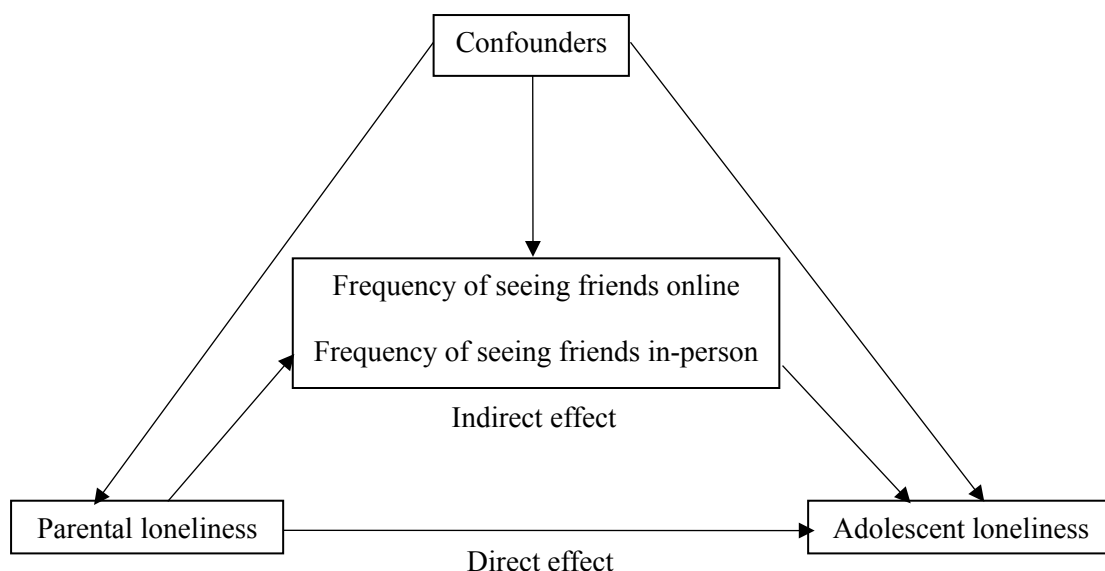 Confounders
Frequency of seeing friends online
Frequency of seeing friends in-person
Indirect effect
Parental loneliness
Adolescent loneliness
Direct effect